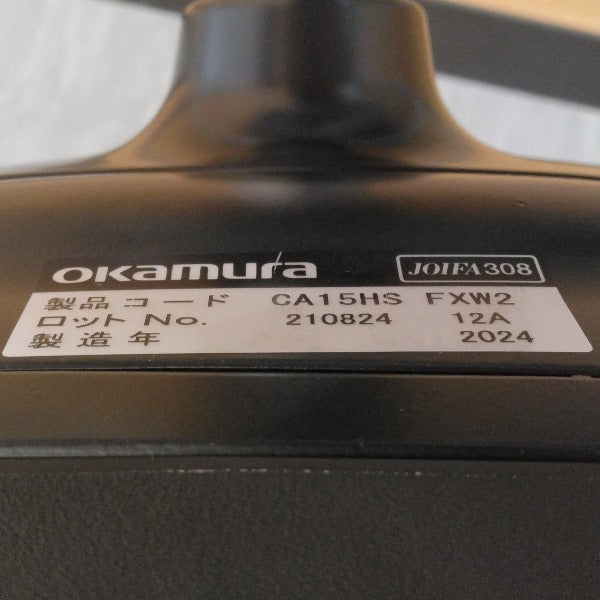 okamura JOIFA308
製品コード CA15HS FXW2
ロット No. 210824 12A
製造年 2024